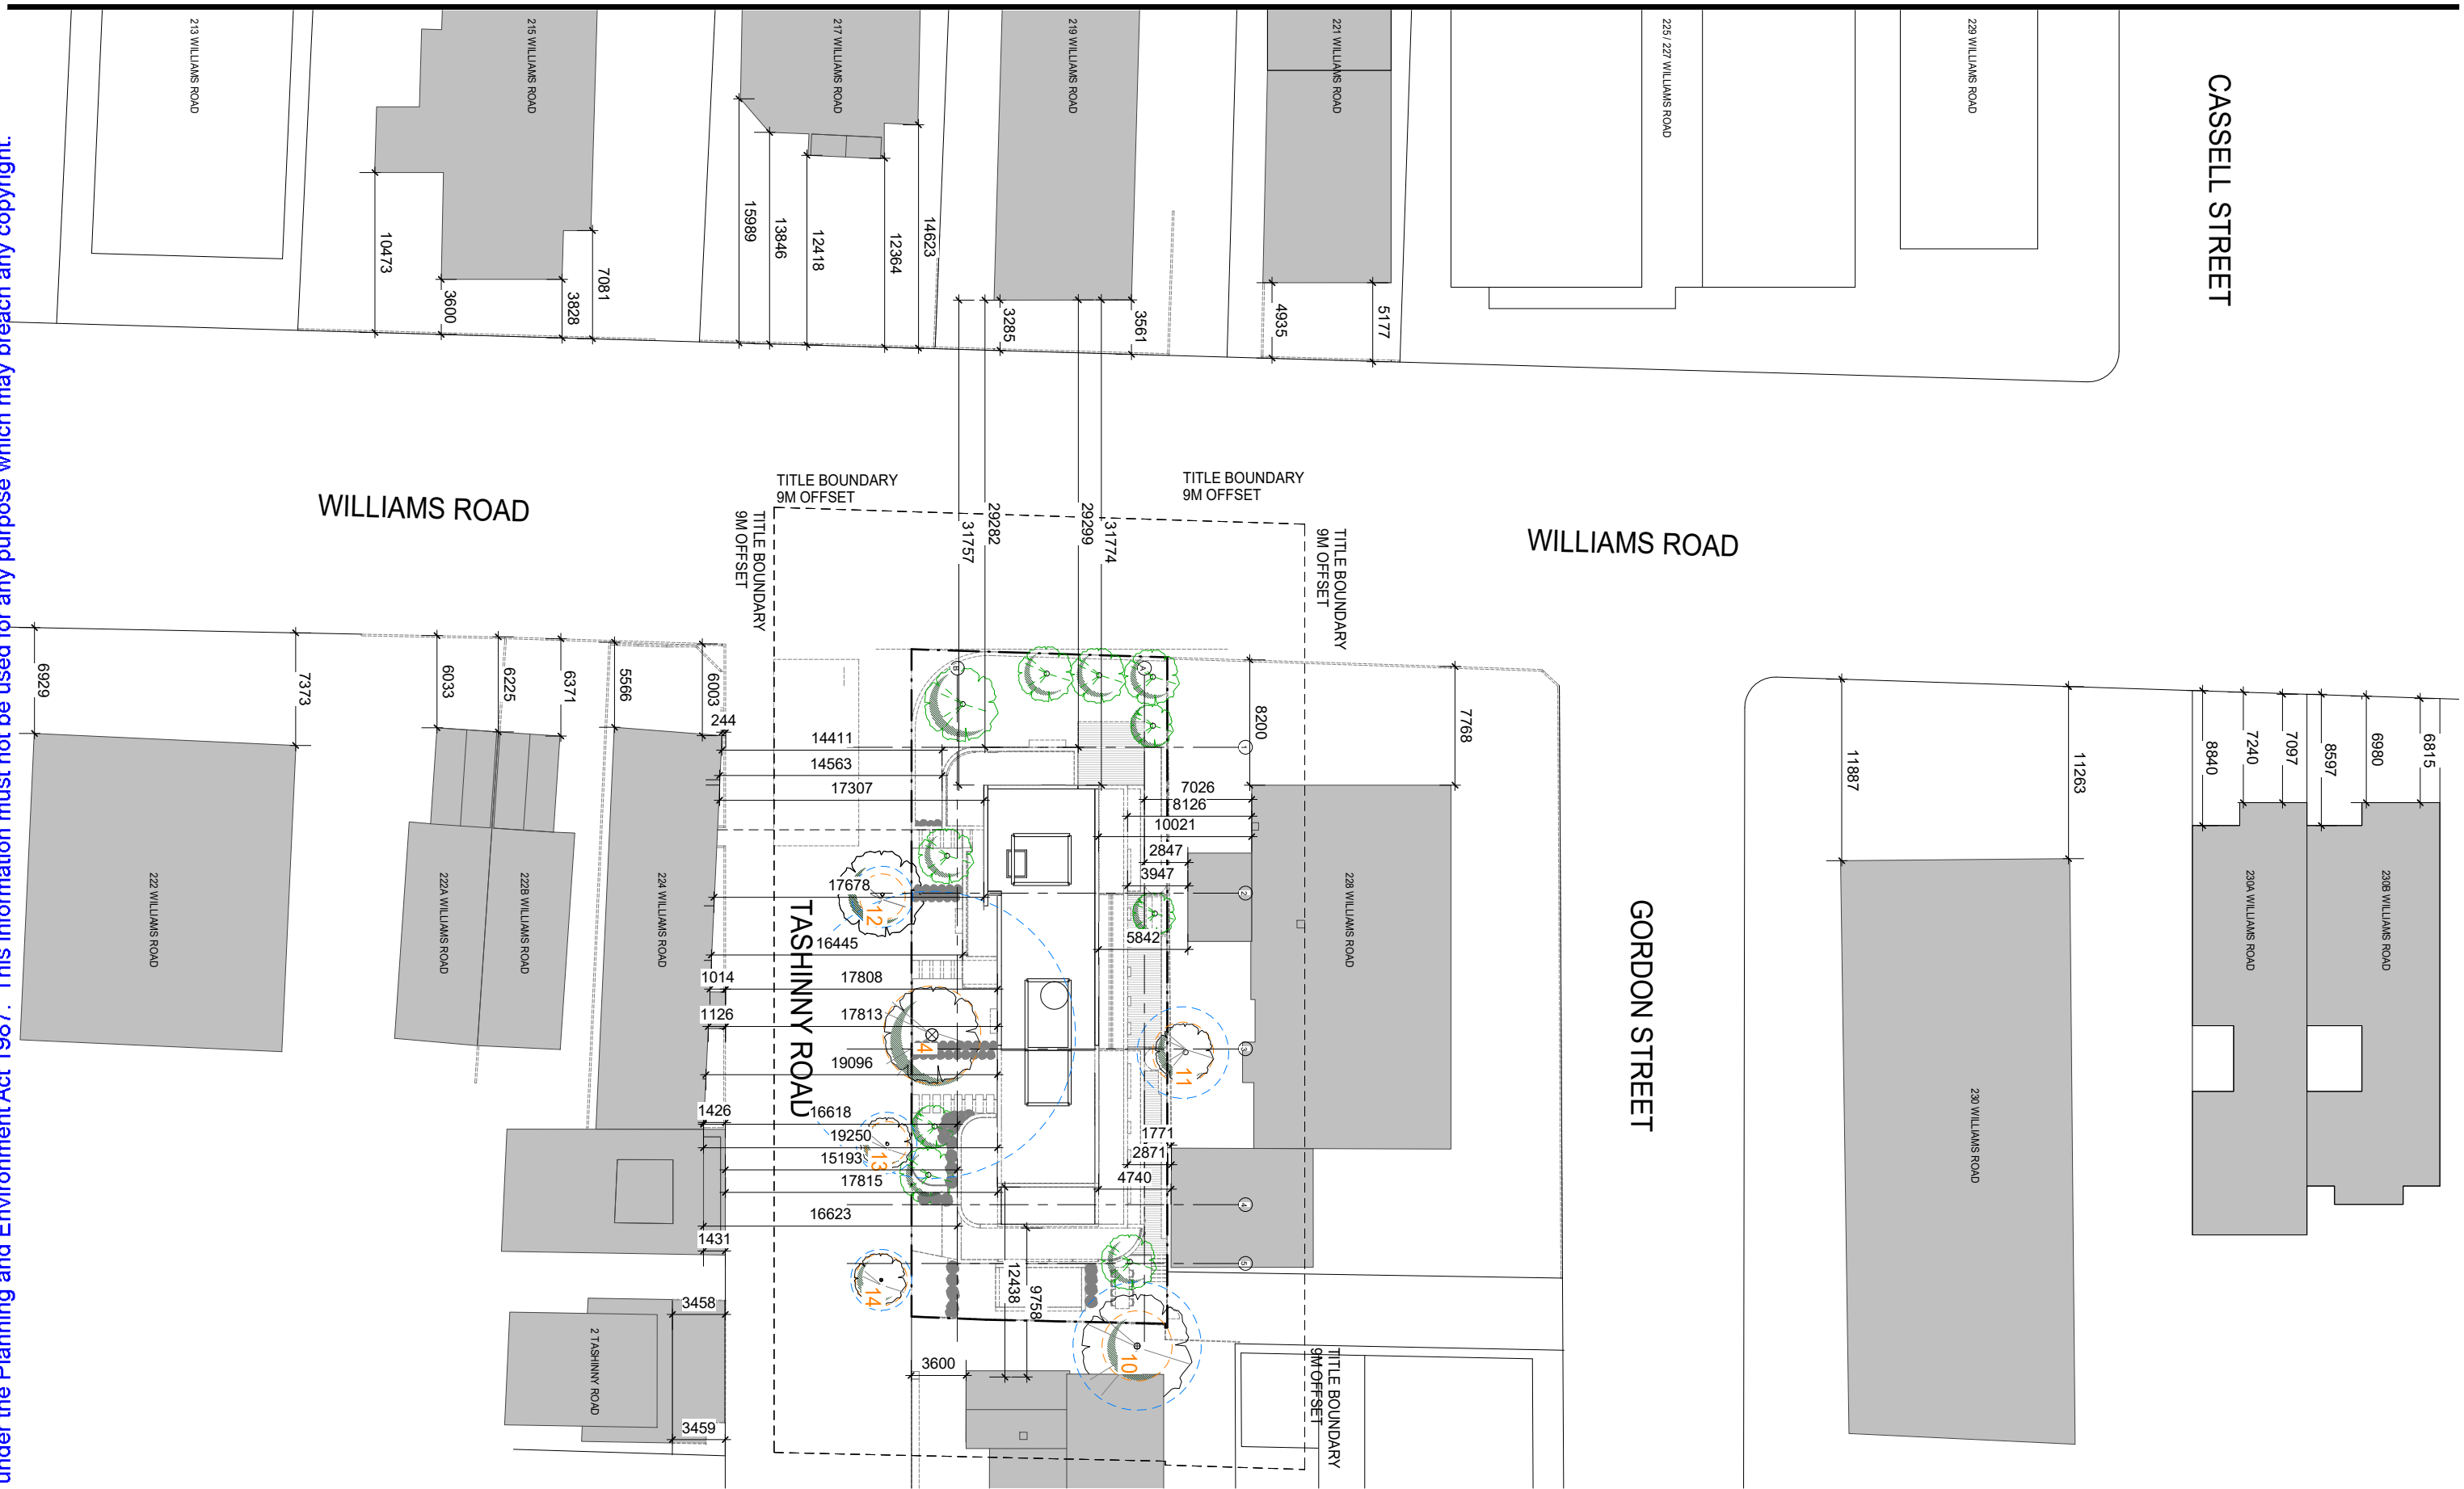 under the Planning and Environment Act 1987. This information must not be used for any purpose which may breach any copyright.
213 WILLIAMS ROAD
215 WILLIAMS ROAD
217 WILLIAMS ROAD
219 WILLIAMS ROAD
221 WILLIAMS ROAD
225 / 227 WILLIAMS ROAD
229 WILLIAMS ROAD
CASSELL STREET
10473
3600
3828
7081
15989
13846
12418
12364
14623
3285
3561
4935
5177
WILLIAMS ROAD
TITLE BOUNDARY
9M OFFSET
TITLE BOUNDARY
9M OFFSET
TITLE BOUNDARY
9M OFFSET
TITLE BOUNDARY
9M OFFSET
WILLIAMS ROAD
31757
29282
29299
31774
6929
7373
6033
6225
6371
5566
6003
244
14411
14563
17307
17678
16445
1014
17808
1126
17813
19096
1426
16618
19250
15193
17815
16623
1431
3458
3459
3600
12438
9758
B
A
1
2
3
4
5
8200
7768
7026
8126
10021
2847
3947
5842
1771
2871
4740
12
4
11
13
14
10
222 WILLIAMS ROAD
222A WILLIAMS ROAD
222B WILLIAMS ROAD
224 WILLIAMS ROAD
TASHINNY ROAD
228 WILLIAMS ROAD
GORDON STREET
2 TASHINNY ROAD
TITLE BOUNDARY
9M OFFSET
11887
11263
8840
7240
7097
8597
6980
6815
230 WILLIAMS ROAD
230A WILLIAMS ROAD
230B WILLIAMS ROAD